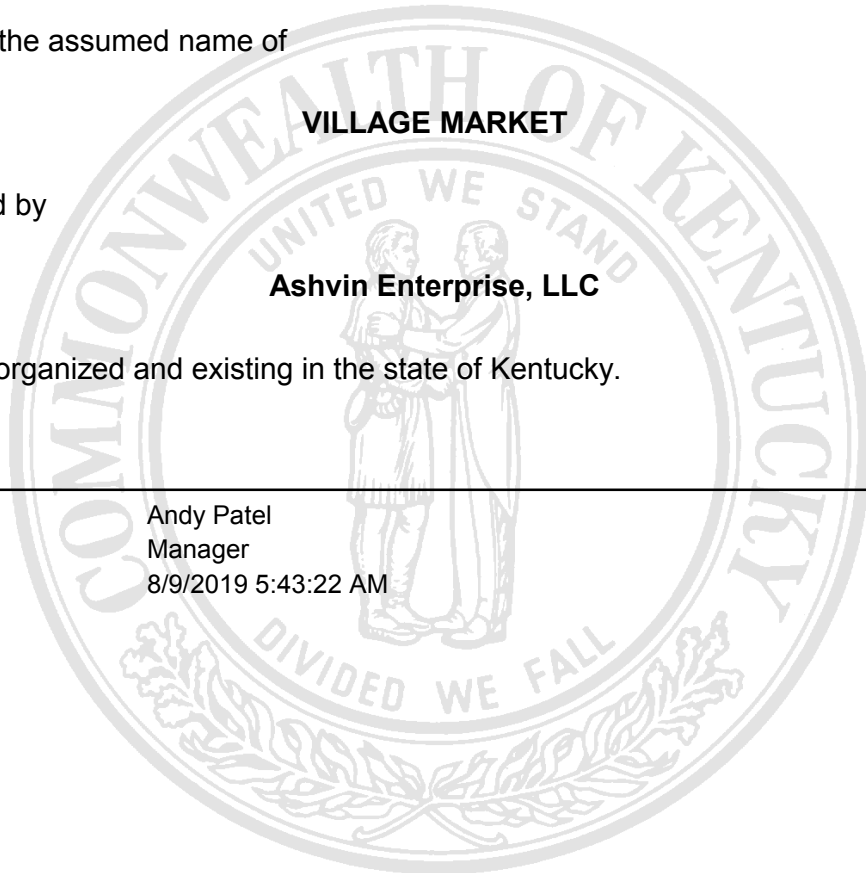 the assumed name of
VILLAGE MARKET
d by
Ashvin Enterprise, LLC
organized and existing in the state of Kentucky.
Andy Patel
Manager
8/9/2019 5:43:22 AM
COMMONWEALTH OF KENTUCKY
UNITED WE STAND
DIVIDED WE FALL